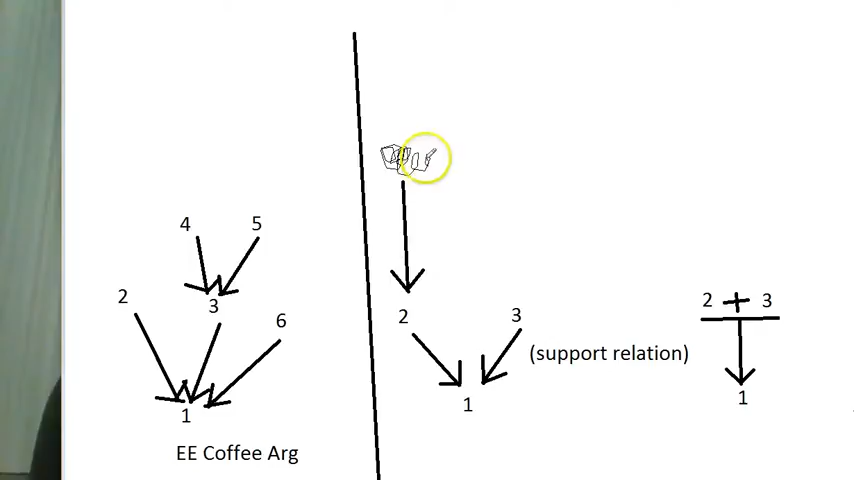 4 5
2 3 6
1
EE Coffee Arg
2 3
(support relation)
1
2 + 3
1